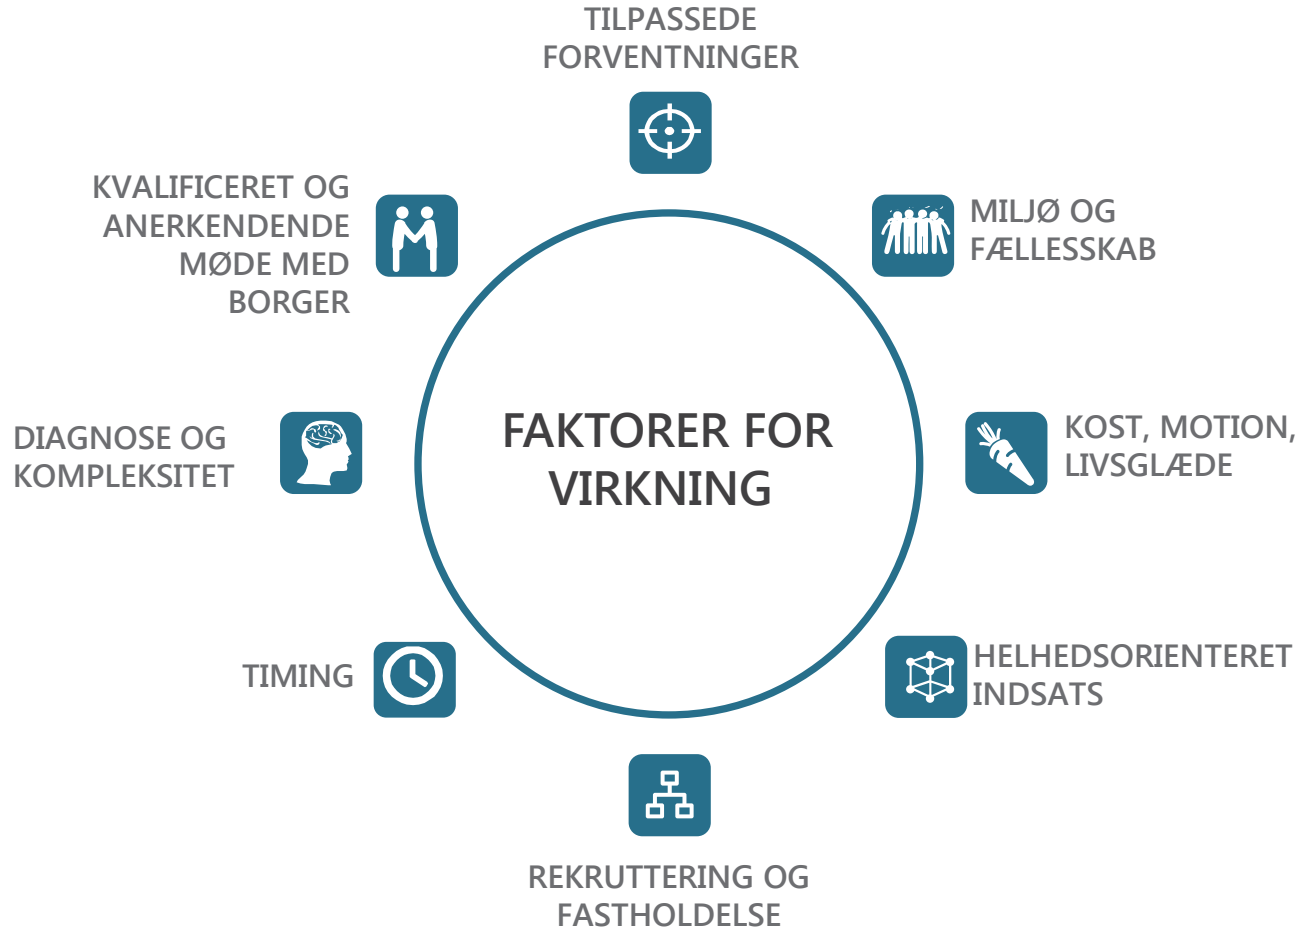 TILPASSEDE
FORVENTNINGER
KVALIFICERET OG
ANERKENDENDE
MØDE MED
BORGER
MILJØ OG
FÆLLESSKAB
FAKTORER FOR
VIRKNING
DIAGNOSE OG
KOMPLEKSITET
KOST, MOTION,
LIVSGLÆDE
TIMING
HELHEDSORIENTERET
INDSATS
REKRUTTERING OG
FASTHOLDELSE